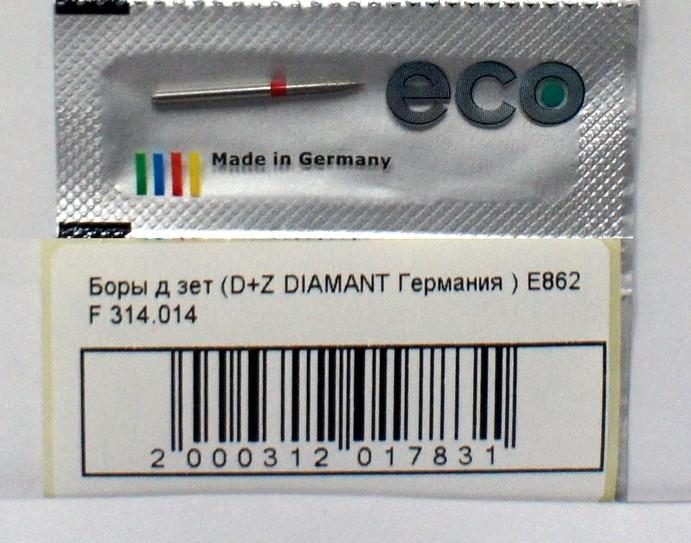 eco
Made in Germany
Боры д зет (D+Z DIAMANT Германия ) E862
F 314.014
2 000312 017831